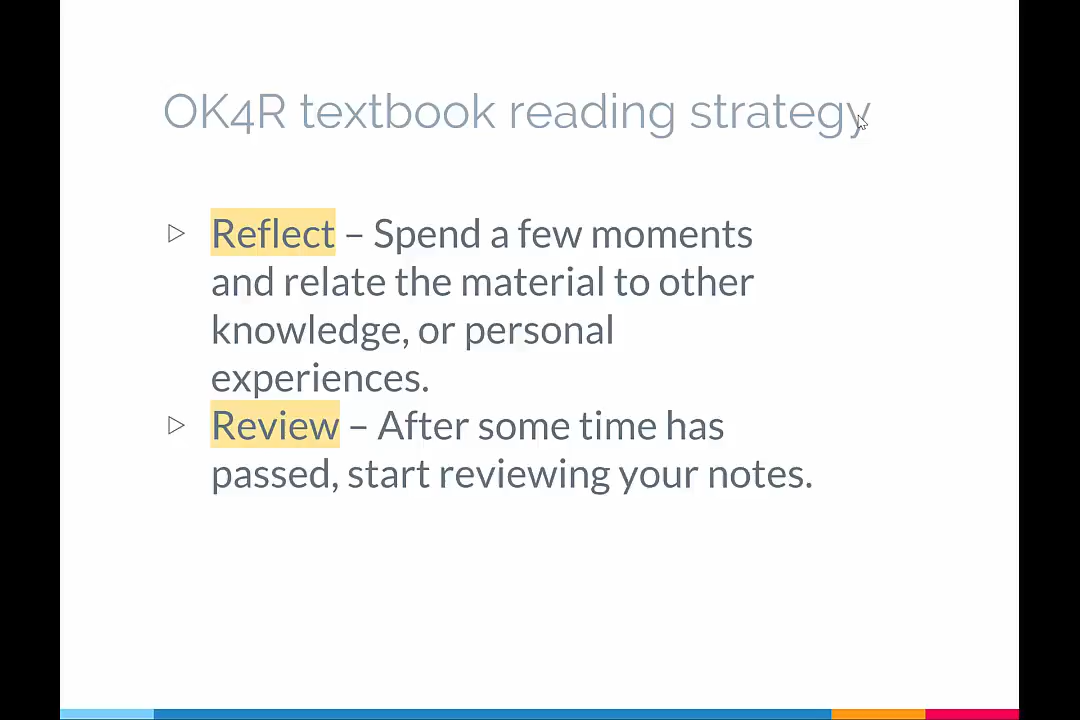 OK4R textbook reading strategy
Reflect – Spend a few moments
and relate the material to other
knowledge, or personal
experiences.
Review – After some time has
passed, start reviewing your notes.